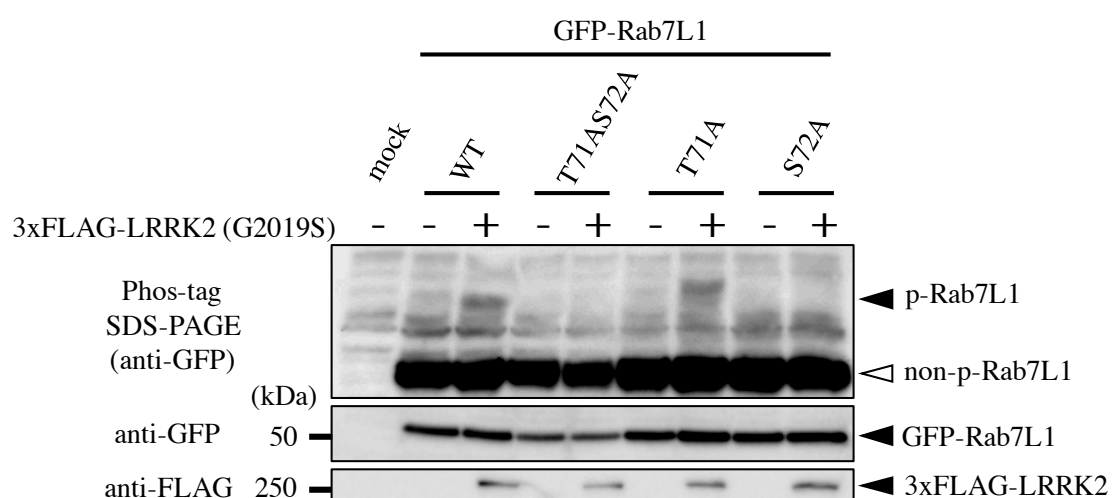 GFP-Rab7L1
mock
WT
T71AS72A
T71A
S72A
3xFLAG-LRRK2 (G2019S) - - + - + - + - +
Phos-tag
SDS-PAGE
(anti-GFP)
p-Rab7L1
non-p-Rab7L1
(kDa)
anti-GFP 50 GFP-Rab7L1
anti-FLAG 250 3xFLAG-LRRK2